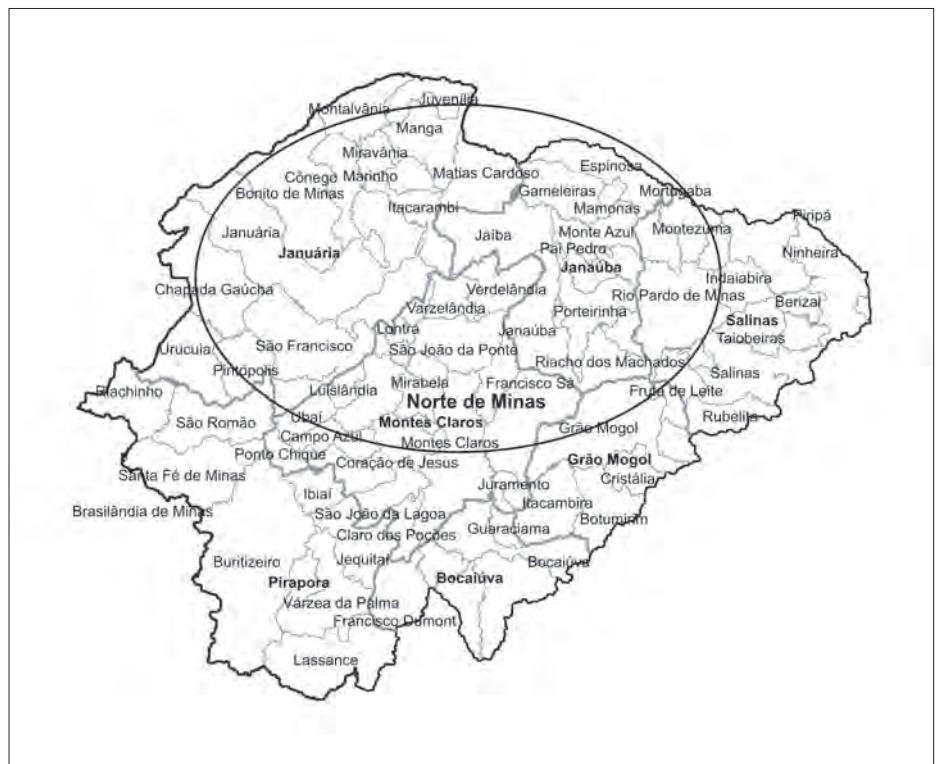 Juvenília
Montalvânia
Manga
Miravânia
Espinosa
Cônego Marinho
Matias Cardoso
Bonito de Minas
Gameleiras
Mortugaba
Itacarambi
Mamonas
Piripá
Januária
Jaíba
Monte Azul
Montezuma
Januária
Pai Pedro
Ninheira
Janaúba
Indaiabira
Chapada Gaúcha
Verdelândia
Rio Pardo de Minas
Berizal
Varzelândia
Porteirinha
Salinas
Lontra
Janaúba
Taiobeiras
Urucuia
São Francisco
São João da Ponte
Pintópolis
Riacho dos Machados
Salinas
Riachinho
Luislândia
Mirabela
Francisco Sá
Fruta de Leite
Norte de Minas
São Romão
Ubaí
Montes Claros
Grão Mogol
Rubelita
Campo Azul
Montes Claros
Ponto Chique
Coração de Jesus
Grão Mogol
Santa Fé de Minas
Cristália
Ibiaí
Juramento
Itacambira
Brasilândia de Minas
São João da Lagoa
Botumirim
Claro dos Poções
Guaraciama
Buritizeiro
Jequitaí
Bocaiúva
Pirapora
Bocaiúva
Várzea da Palma
Francisco Dumont
Lassance